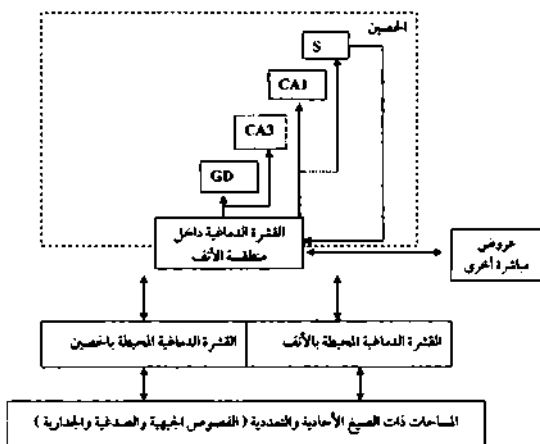 الحصين
S
CA1
CA3
GD
القشرة الدماغية داخل
منطقة الأنف
عروض
مباشرة أخرى
القشرة الدماغية المحيطة بالأنف
القشرة الدماغية المحيطة بالحصين
المساحات ذات الصيغ الأحادية والتعددية ( الفصوص الجبهية والصدغية والجدارية )